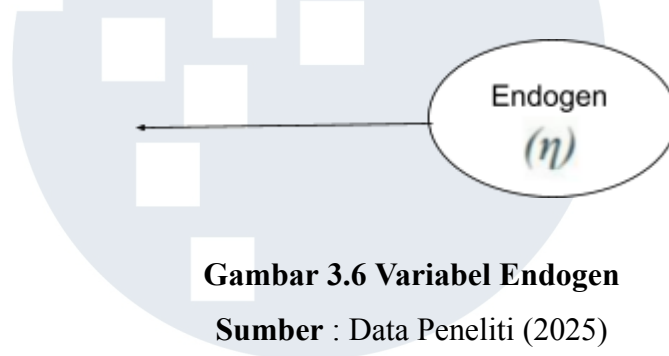 Endogen
(η)
Gambar 3.6 Variabel Endogen
Sumber : Data Peneliti (2025)